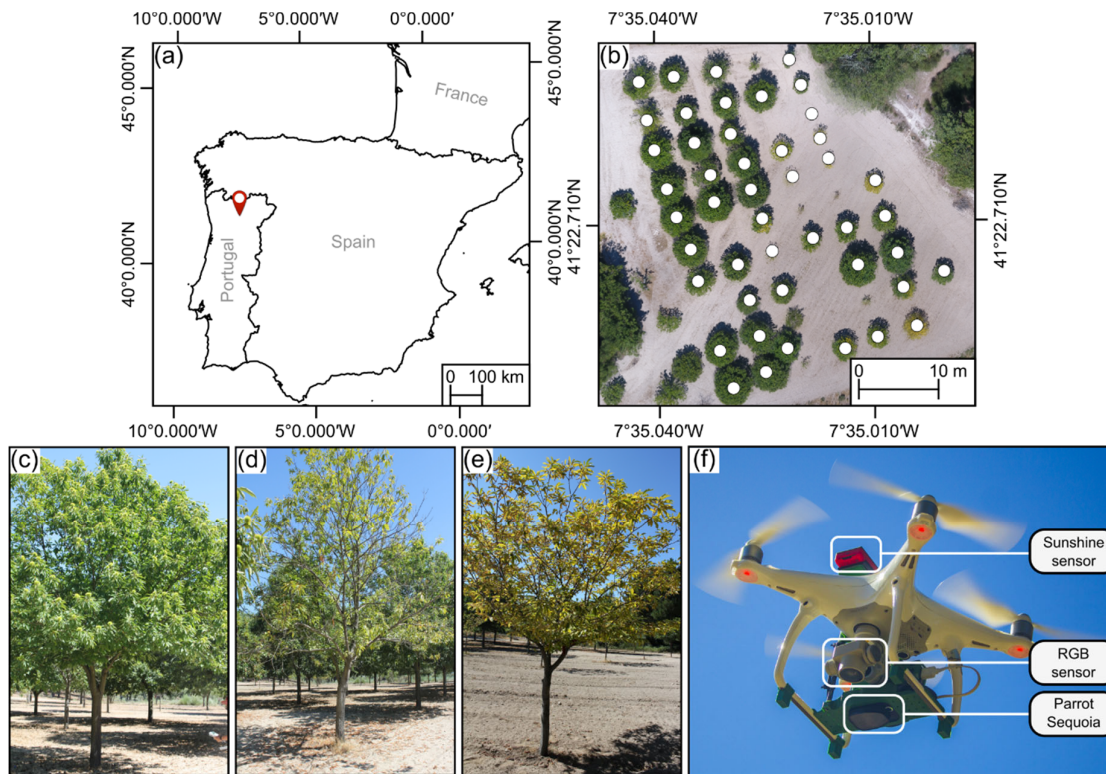 10°0.000'W 5°0.000'W 0°0.000'
7°35.040'W 7°35.010'W
(a)
45°0.000'N
40°0.000'N
France
Spain
Portugal
45°0.000'N
40°0.000'N
0 100 km
10°0.000'W 5°0.000'W 0°0.000'
(b)
41°22.710'N
41°22.710'N
0 10 m
7°35.040'W 7°35.010'W
(c)
(d)
(e)
(f)
Sunshine
sensor
RGB
sensor
Parrot
Sequoia